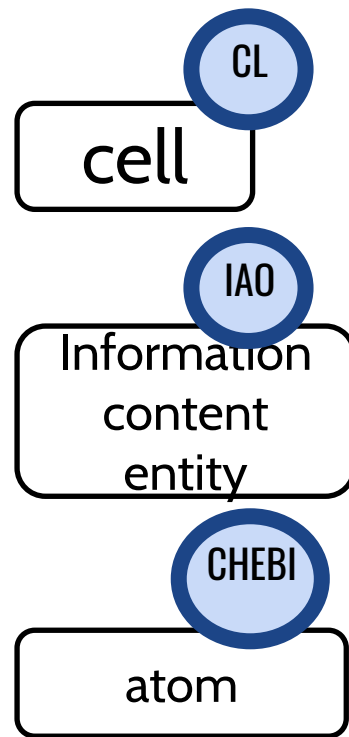 CL
cell
IAO
Information
content
entity
CHEBI
atom